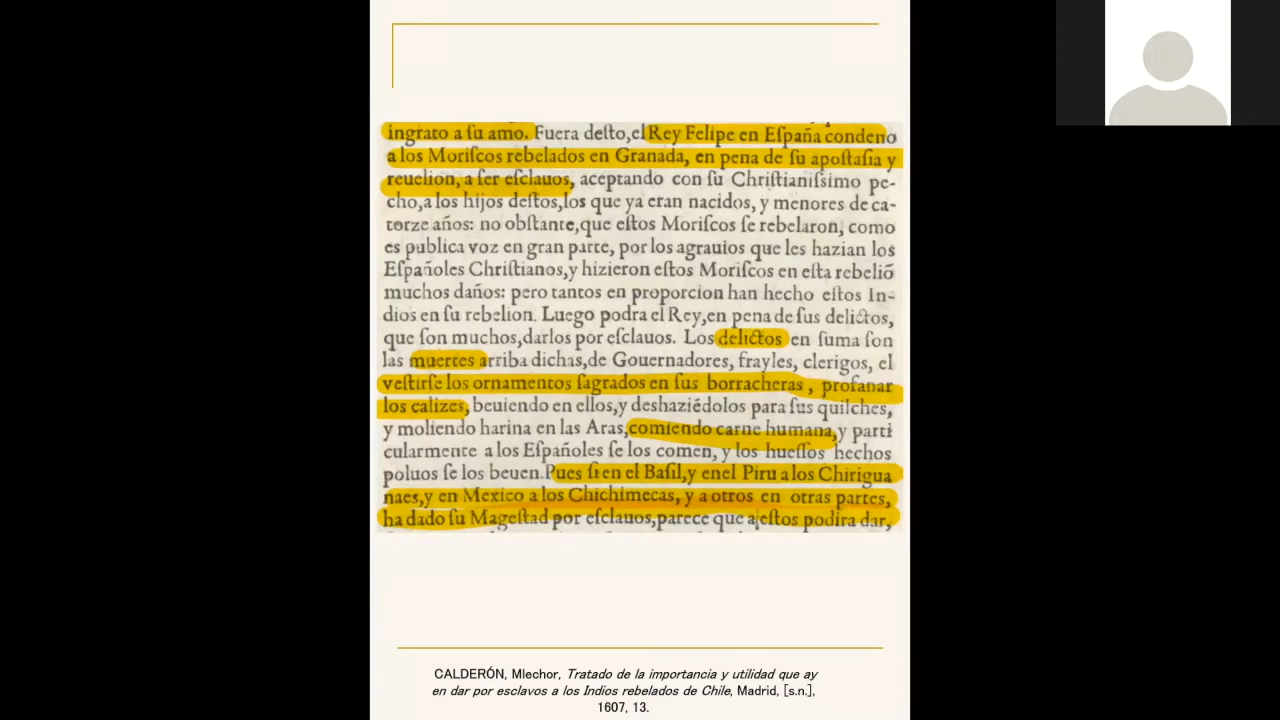 ingrato a ſu amo. Fuera deſto,el Rey Felipe en Eſpaña condeno
a los Moriſcos rebelados en Granada, en pena de ſu apoſtaſia y
reuelion, a ſer eſclauos, aceptando con ſu Chriſtianiſsimo pe-
cho,a los hijos deſtos,los que ya eran nacidos, y menores de ca-
torze años: no obſtante,que eſtos Moriſcos ſe rebelaron, como
es publica voz en gran parte, por los agrauios que les hazian los
Eſpañoles Chriſtianos,y hizieron eſtos Moriſcos en eſta rebeliõ
muchos daños: pero tantos en proporcion han hecho eſtos In-
dios en ſu rebelion. Luego podra el Rey,en pena de ſus delictos,
que ſon muchos,darlos por eſclauos. Los delictos en ſuma ſon
las muertes arriba dichas,de Gouernadores, frayles, clerigos, el
veſtirſe los ornamentos ſagrados en ſus borracheras, profanar
los calizes, beuiendo en ellos,y deshaziédolos para ſus quilches,
y moliendo harina en las Aras,comiendo carne humana,y parti
cularmente a los Eſpañoles ſe los comen, y los hueſſos hechos
poluos ſe los beuen.Pues ſi en el Baſil,y enel Piru a los Chirigua
naes,y en Mexico a los Chichimecas, y a otros en otras partes,
ha dado ſu Mageſtad por eſclauos,parece que a eſtos podira dar,
CALDERÓN, Mlechor, Tratado de la importancia y utilidad que ay
en dar por esclavos a los Indios rebelados de Chile, Madrid, [s.n.],
1607, 13.